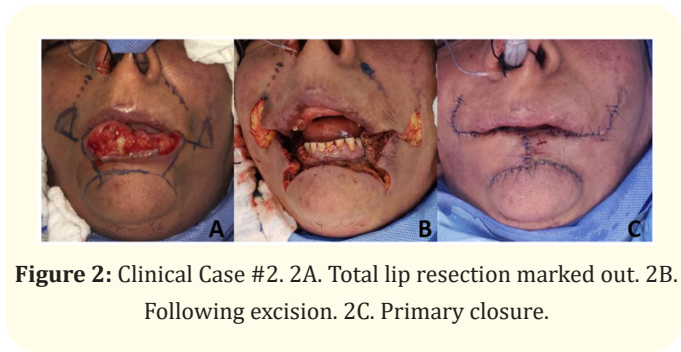 A
B
C
Figure 2: Clinical Case #2. 2A. Total lip resection marked out. 2B.
Following excision. 2C. Primary closure.